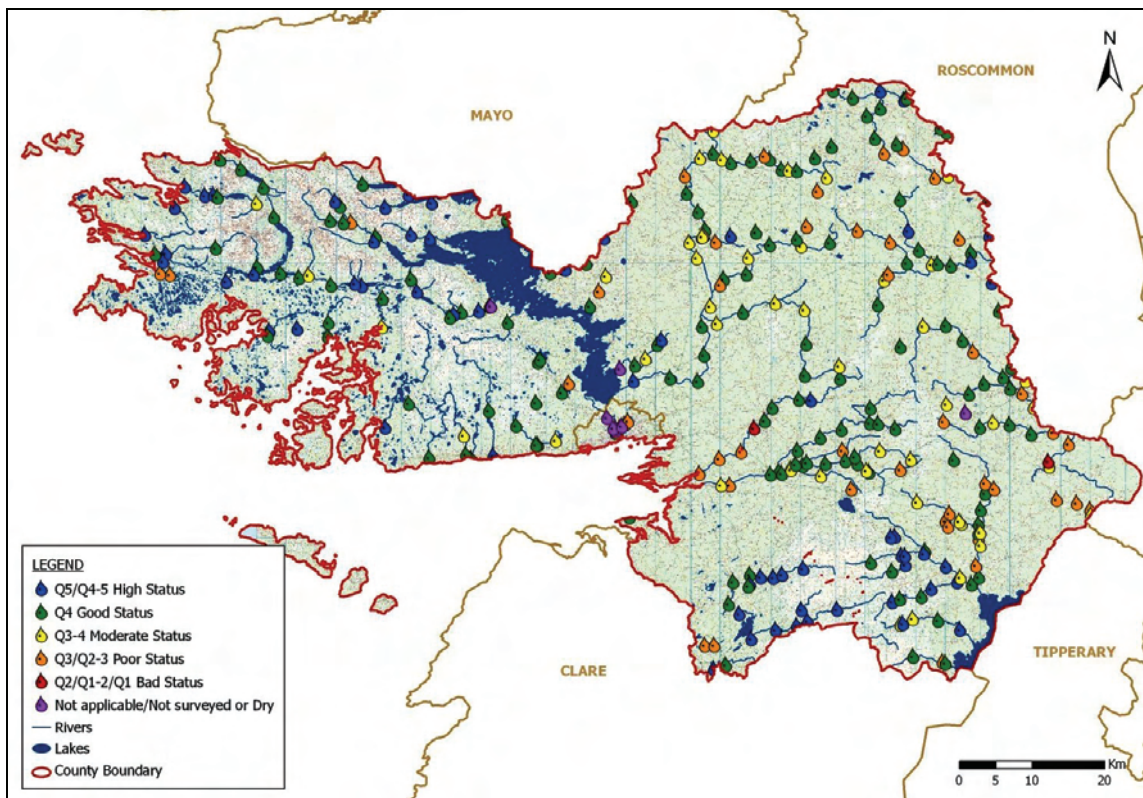 N
ROSCOMMON
MAYO
LEGEND
Q5/Q4-5 High Status
Q4 Good Status
Q3-4 Moderate Status
Q3/Q2-3 Poor Status
Q2/Q1-2/Q1 Bad Status
Not applicable/Not surveyed or Dry
Rivers
Lakes
County Boundary
CLARE
TIPPERARY
Km
0 5 10 20